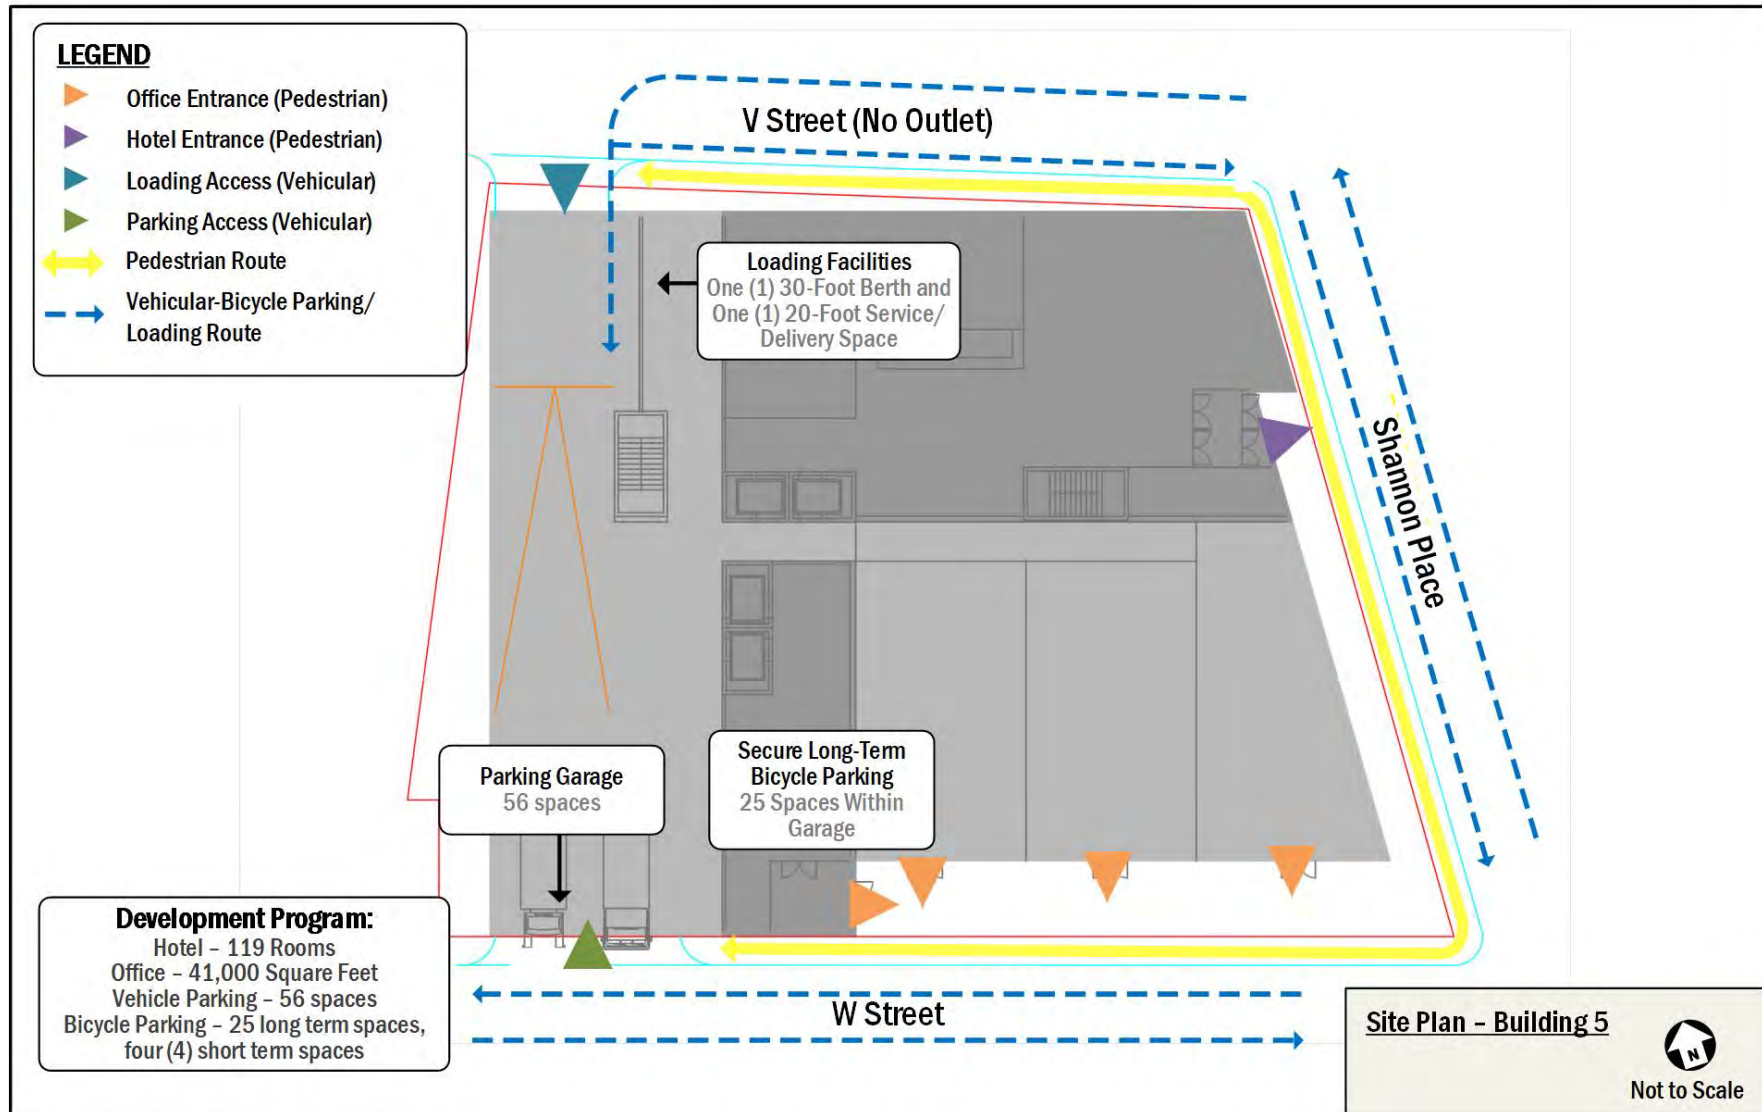 LEGEND
Office Entrance (Pedestrian)
Hotel Entrance (Pedestrian)
Loading Access (Vehicular)
Parking Access (Vehicular)
Pedestrian Route
Vehicular-Bicycle Parking/
Loading Route
V Street (No Outlet)
Loading Facilities
One (1) 30-Foot Berth and
One (1) 20-Foot Service/
Delivery Space
Shannon Place
Parking Garage
56 spaces
Secure Long-Term
Bicycle Parking
25 Spaces Within
Garage
Development Program:
Hotel – 119 Rooms
Office – 41,000 Square Feet
Vehicle Parking – 56 spaces
Bicycle Parking – 25 long term spaces,
four (4) short term spaces
W Street
Site Plan – Building 5
N
Not to Scale